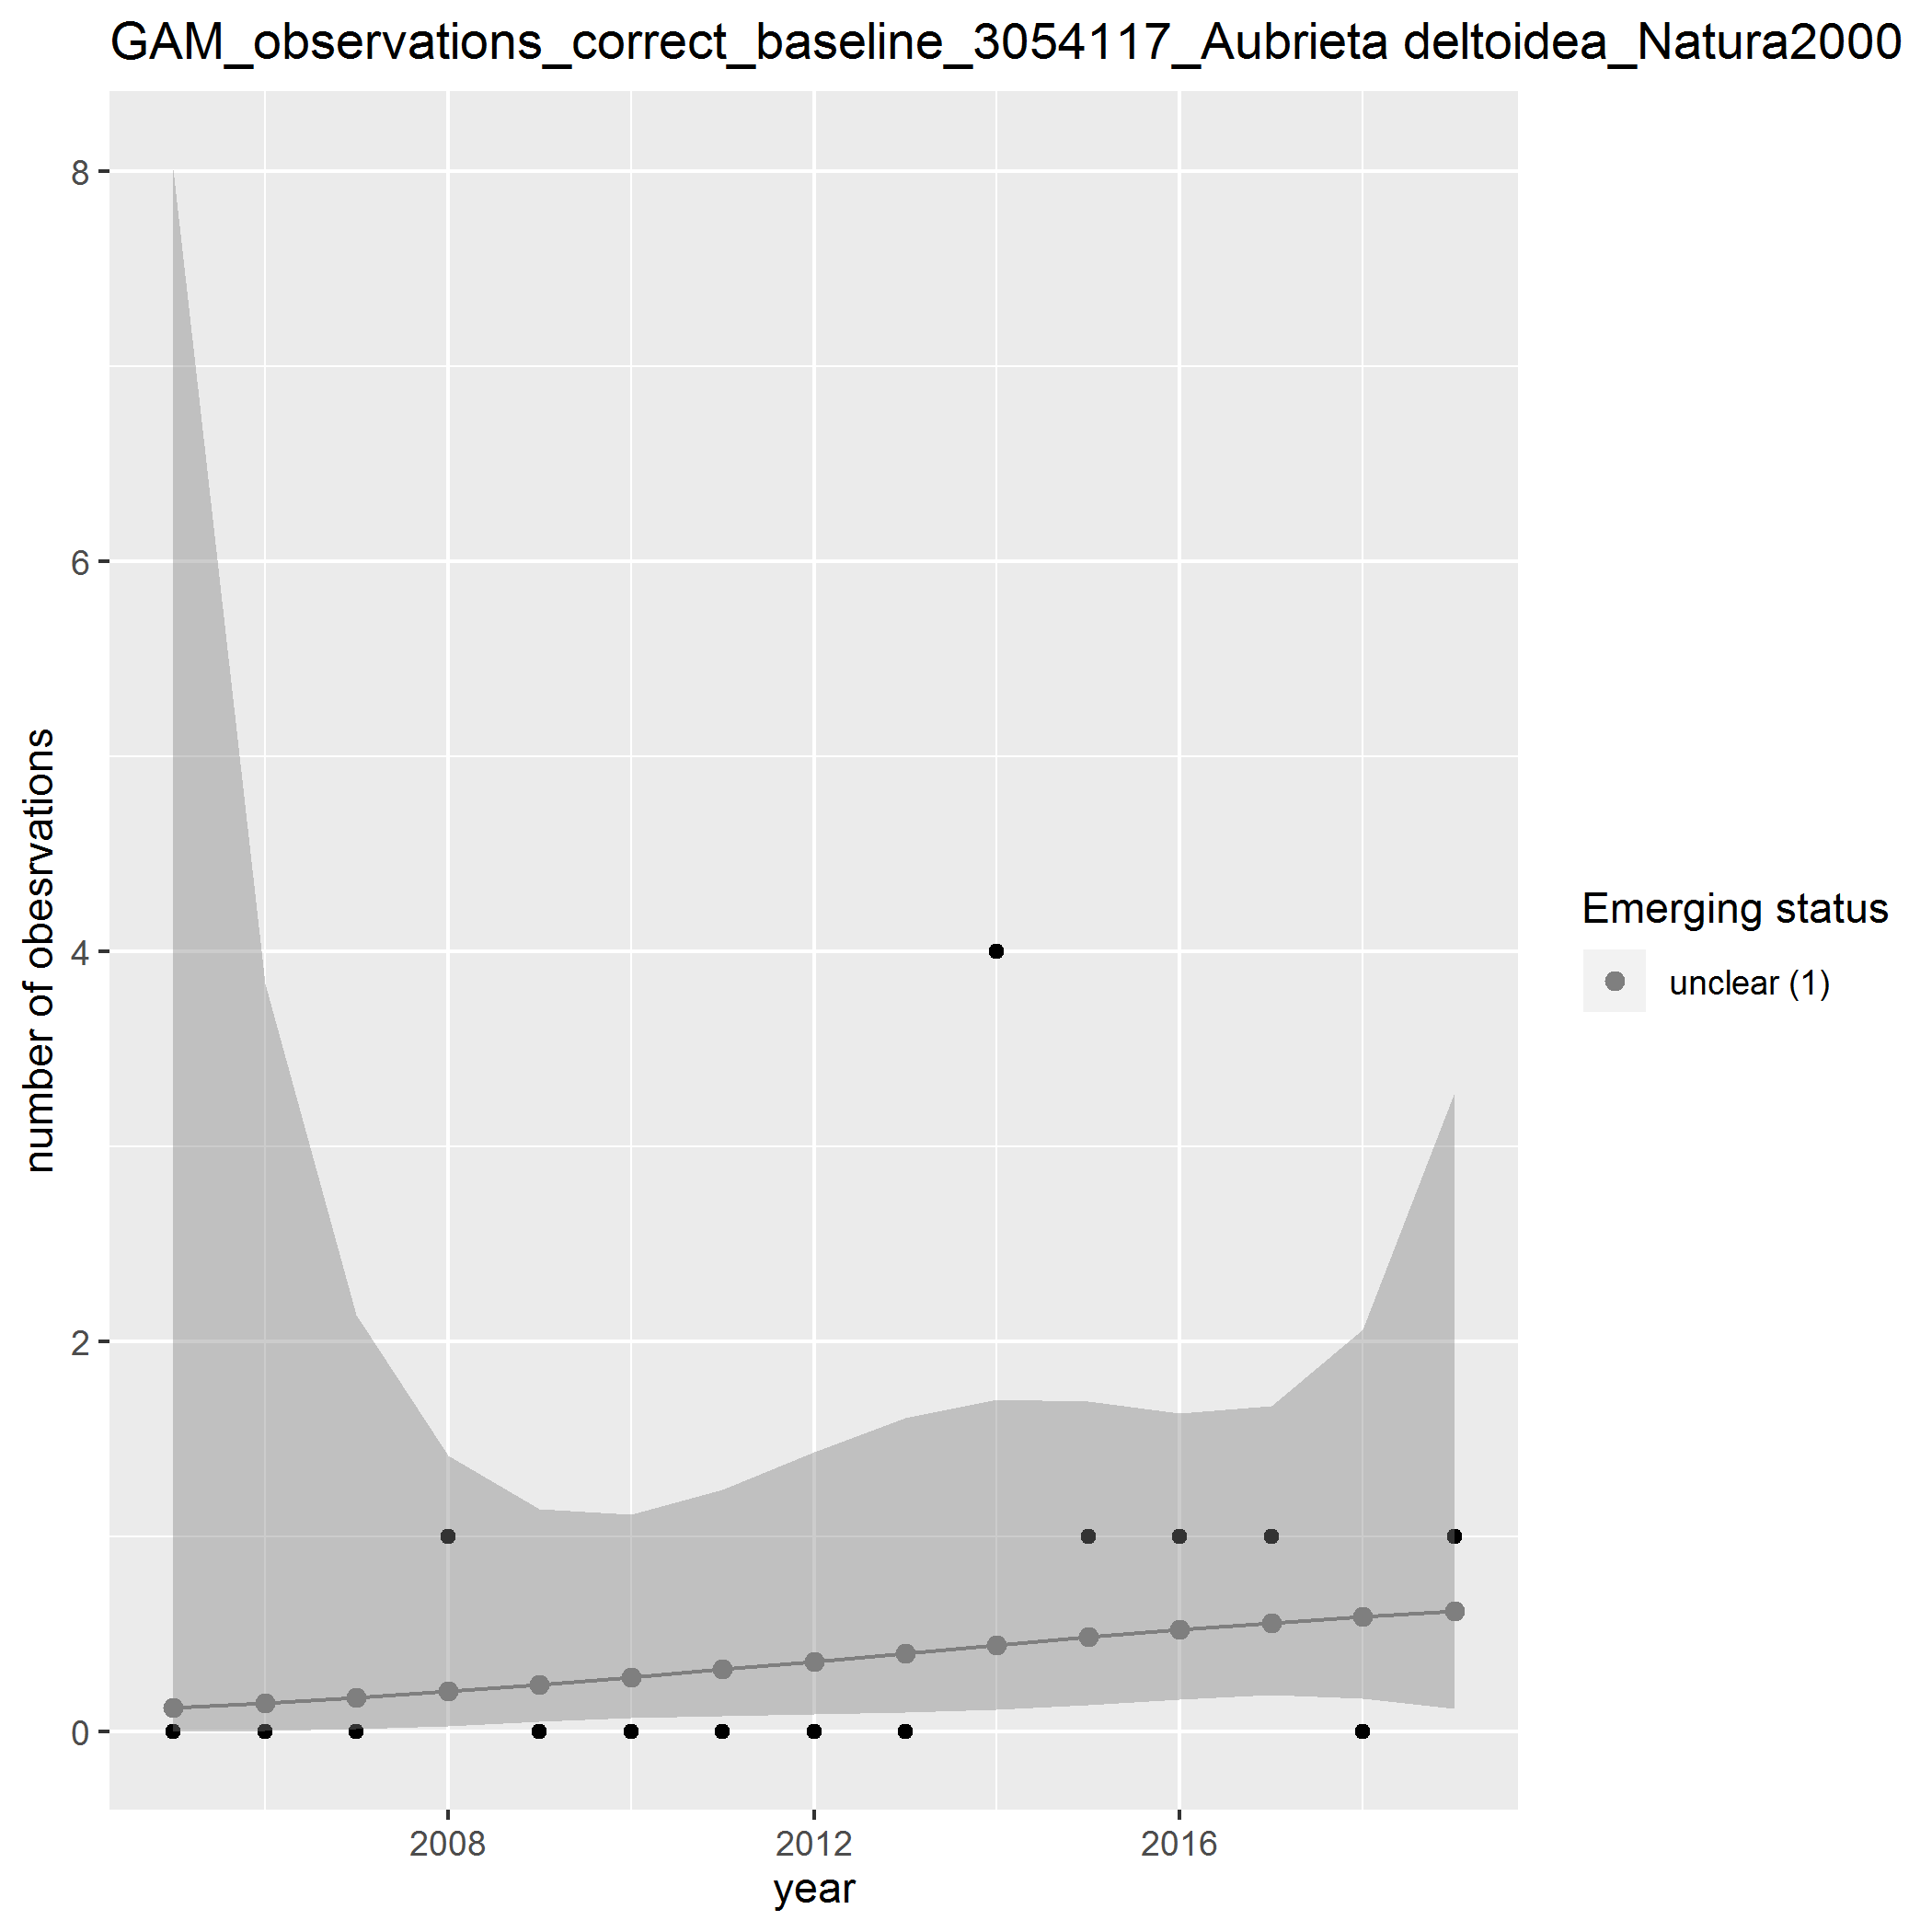 GAM_observations_correct_baseline_3054117_Aubrieta deltoidea_Natura2000
8
6
4
2
0
number of obesrvations
2008
2012
2016
year
Emerging status
unclear (1)